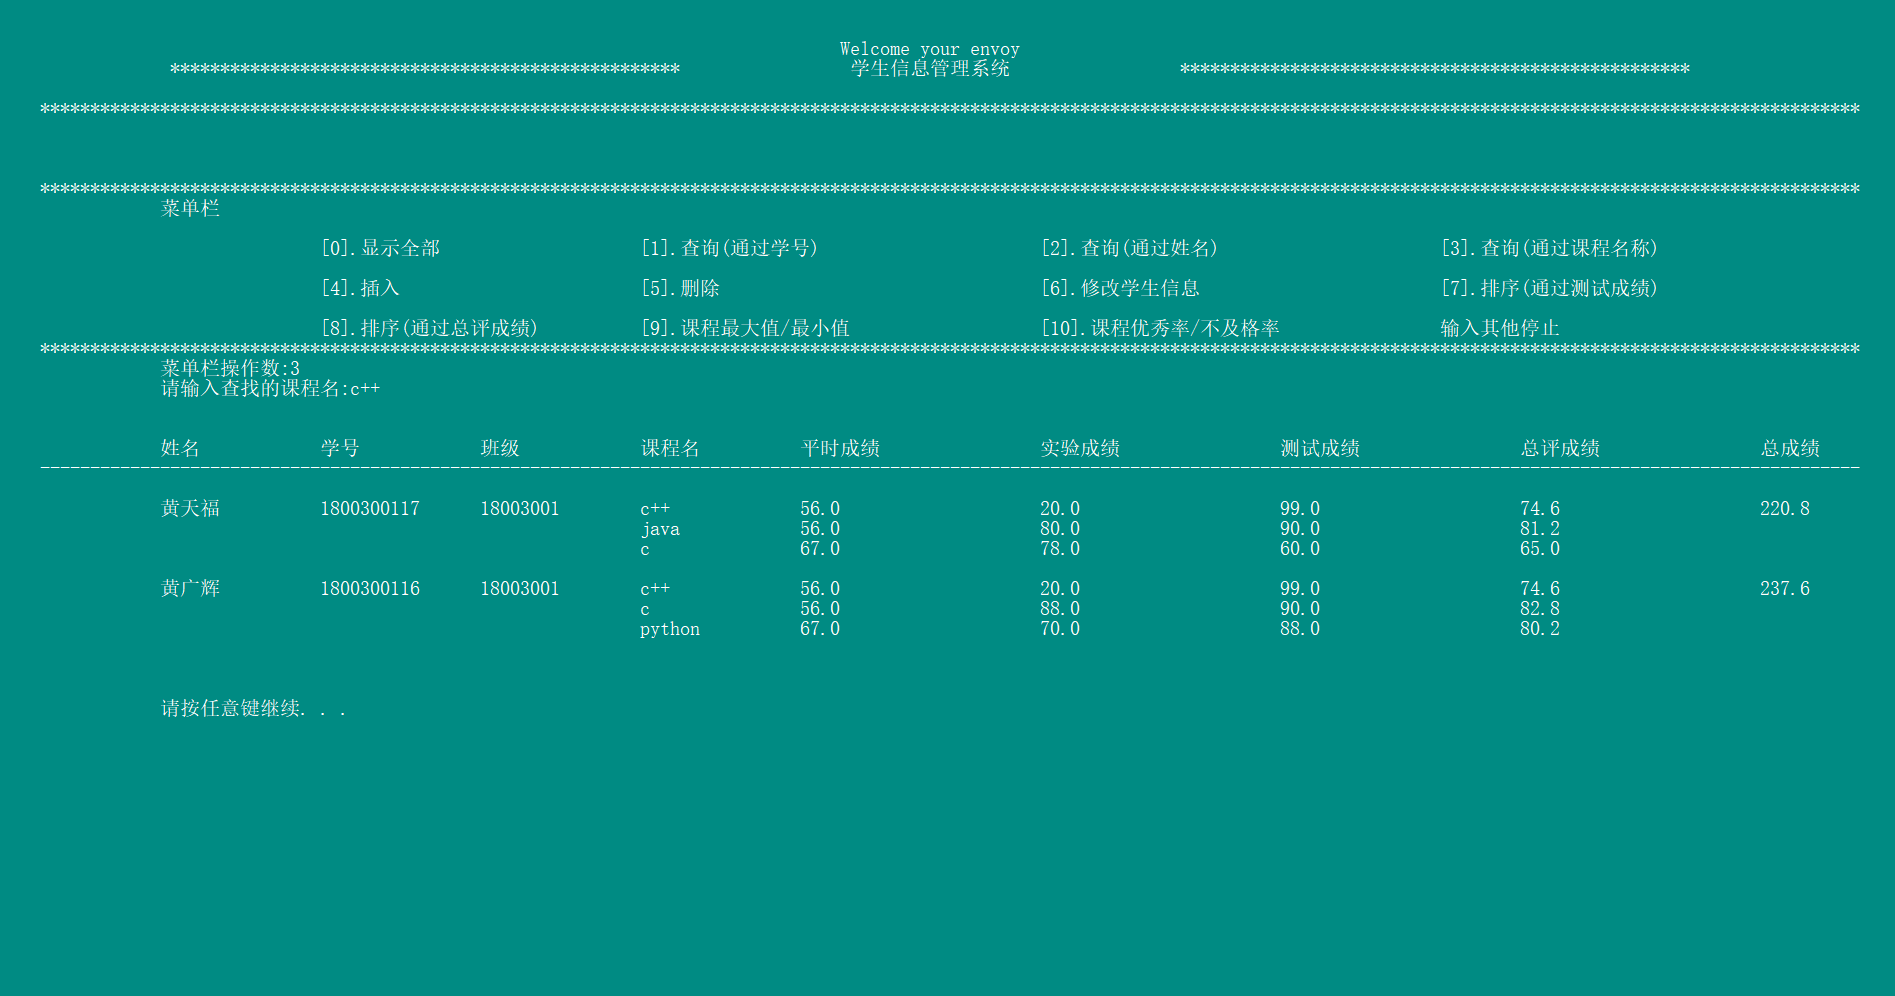 Welcome your envoy
*************************************************** 学生信息管理系统 ***************************************************
**************************************************************************************************************************************************************************************
**************************************************************************************************************************************************************************************
菜单栏
[0].显示全部 [1].查询(通过学号) [2].查询(通过姓名) [3].查询(通过课程名称)
[4].插入 [5].删除 [6].修改学生信息 [7].排序(通过测试成绩)
[8].排序(通过总评成绩) [9].课程最大值/最小值 [10].课程优秀率/不及格率 输入其他停止
**************************************************************************************************************************************************************************************
菜单栏操作数:3
请输入查找的课程名:c++
姓名 学号 班级 课程名 平时成绩 实验成绩 测试成绩 总评成绩 总成绩
--------------------------------------------------------------------------------------------------------------------------------------------------------------------------------------
黄天福 1800300117 18003001 c++ 56.0 20.0 99.0 74.6 220.8
java 56.0 80.0 90.0 81.2
c 67.0 78.0 60.0 65.0
黄广辉 1800300116 18003001 c++ 56.0 20.0 99.0 74.6 237.6
c 56.0 88.0 90.0 82.8
python 67.0 70.0 88.0 80.2
请按任意键继续. . .